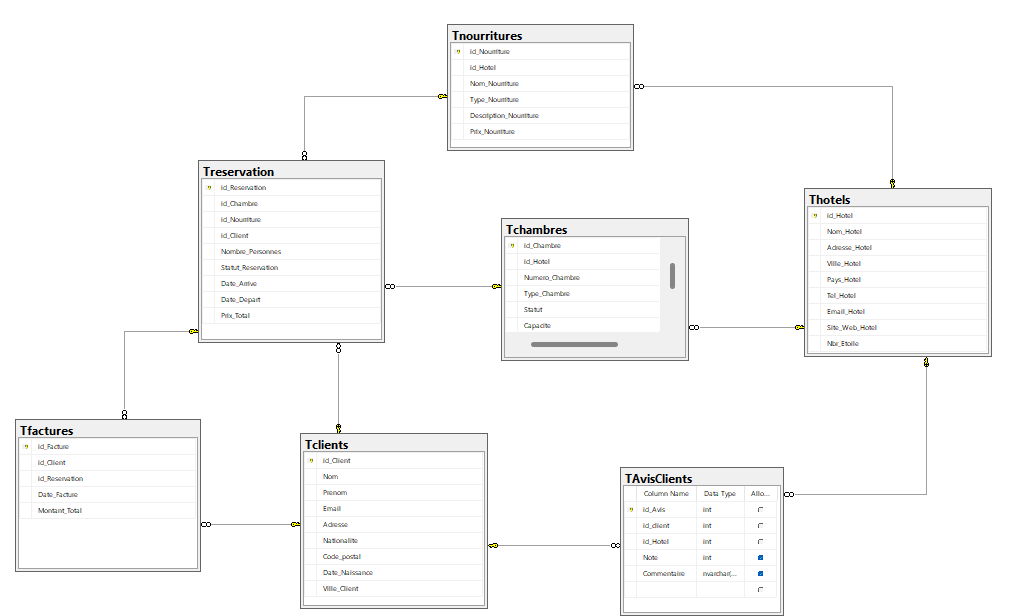 Tnourritures
id_Nourriture
id_Hotel
Nom_Nourriture
Type_Nourriture
Description_Nourriture
Prix_Nourriture
Treservation
id_Reservation
id_Chambre
id_Nourriture
id_Client
Nombre_Personnes
Statut_Reservation
Date_Arrive
Date_Depart
Prix_Total
Tchambres
id_Chambre
id_Hotel
Numero_Chambre
Type_Chambre
Statut
Capacite
Thotels
id_Hotel
Nom_Hotel
Adresse_Hotel
Ville_Hotel
Pays_Hotel
Tel_Hotel
Email_Hotel
Site_Web_Hotel
Nbr_Etoile
Tfactures
id_Facture
id_Client
id_Reservation
Date_Facture
Montant_Total
Tclients
id_Client
Nom
Prenom
Email
Adresse
Nationalite
Code_postal
Date_Naissance
Ville_Client
TAvisClients
Column Name Data Type Allo...
id_Avis int
id_client int
id_Hotel int
Note int
Commentaire nvarchar(...